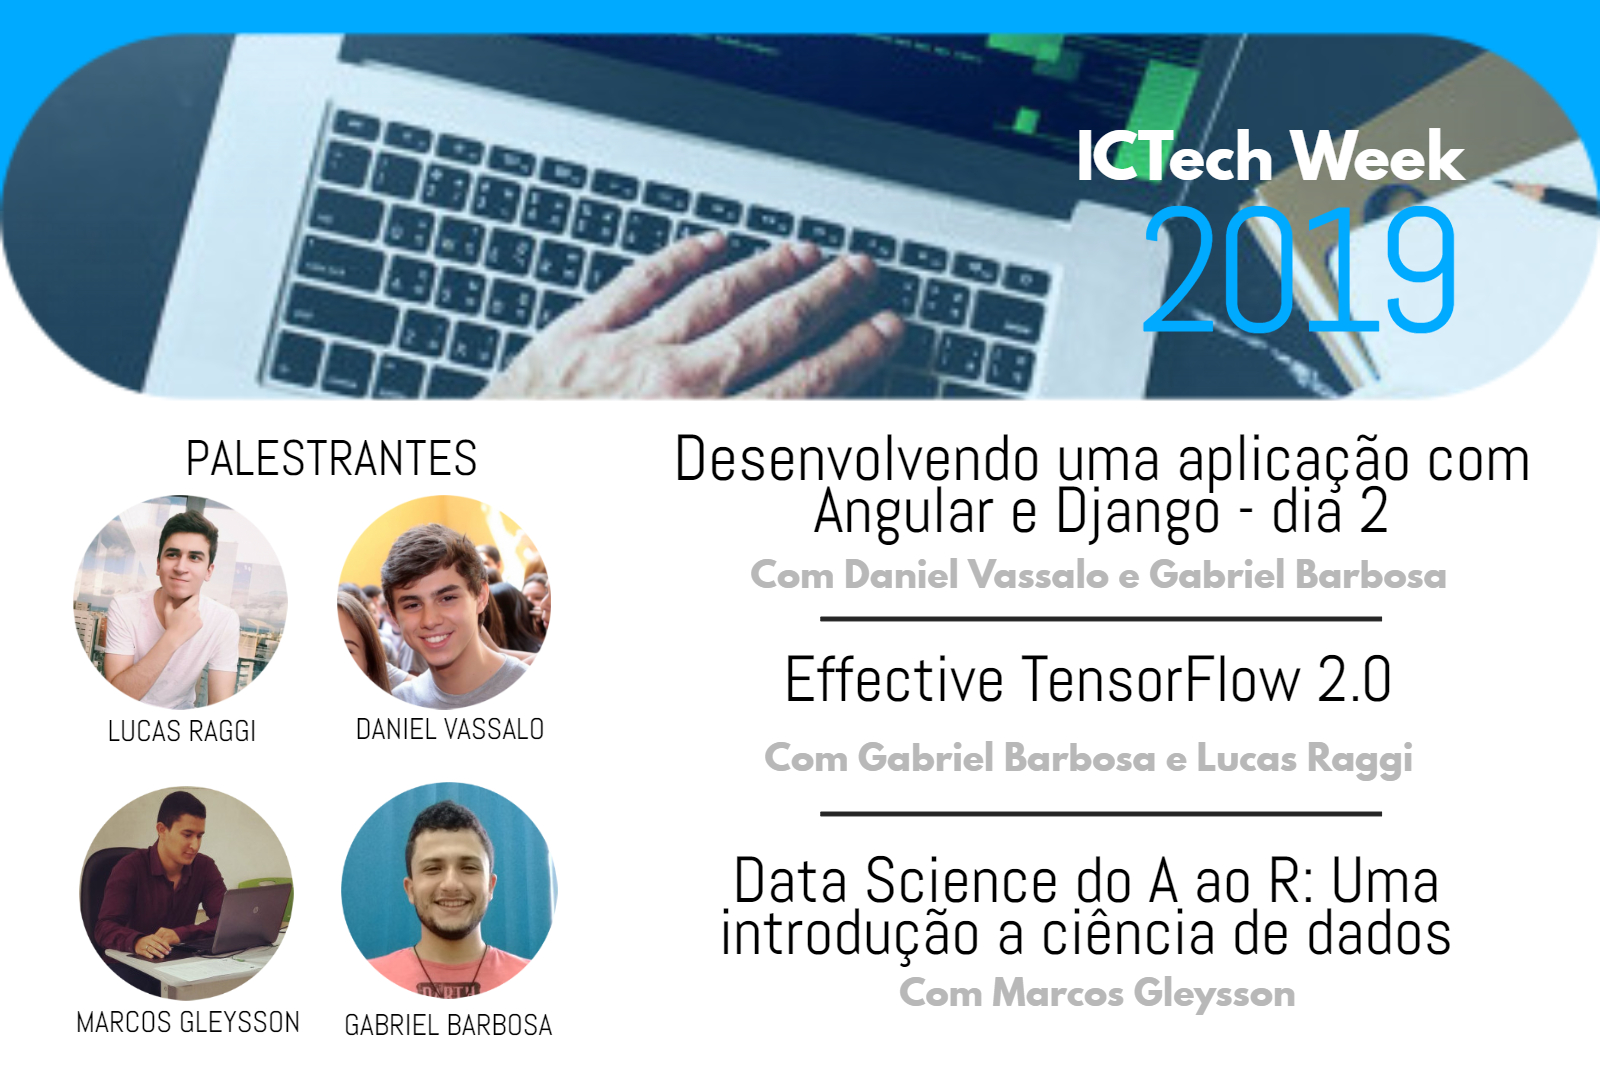 ICTech Week
2019
PALESTRANTES
LUCAS RAGGI
DANIEL VASSALO
MARCOS GLEYSSON
GABRIEL BARBOSA
Desenvolvendo uma aplicação com
Angular e Django - dia 2
Com Daniel Vassalo e Gabriel Barbosa
Effective TensorFlow 2.0
Com Gabriel Barbosa e Lucas Raggi
Data Science do A ao R: Uma
introdução a ciência de dados
Com Marcos Gleysson